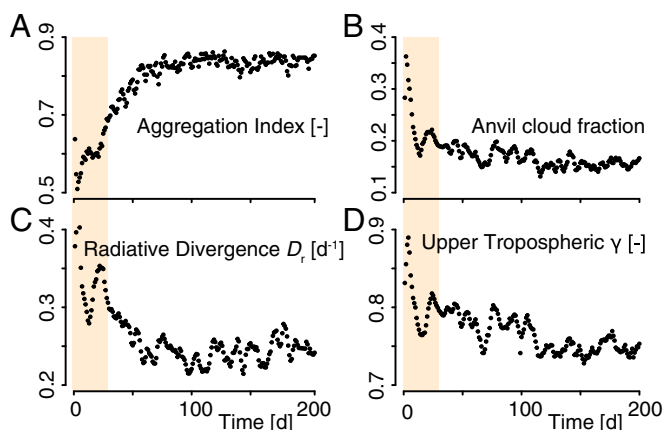 A
0.9
0.7
0.5
Aggregation Index [-]
B
0.4
0.3
0.2
0.1
Anvil cloud fraction
C
0.4
0.3
0.2
Radiative Divergence Dr [d-1]
0
100
200
Time [d]
D
0.9
0.8
0.7
Upper Tropospheric γ [-]
0
100
200
Time [d]